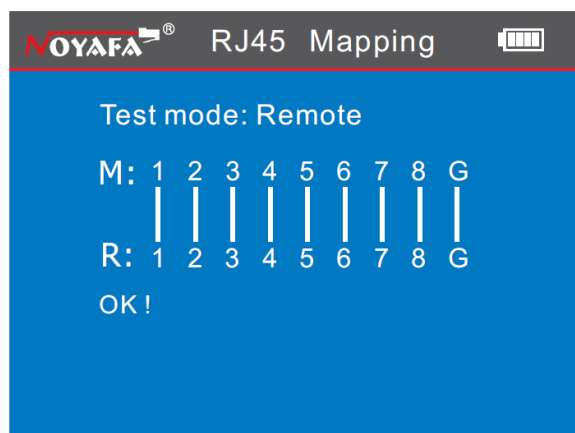 NOYAFA® RJ45 Mapping
Test mode: Remote
M: 1 2 3 4 5 6 7 8 G
R: 1 2 3 4 5 6 7 8 G
OK!